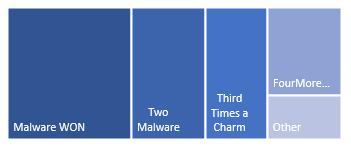 Malware WON
Two
Malware
Third
Times a
Charm
FourMore...
Other